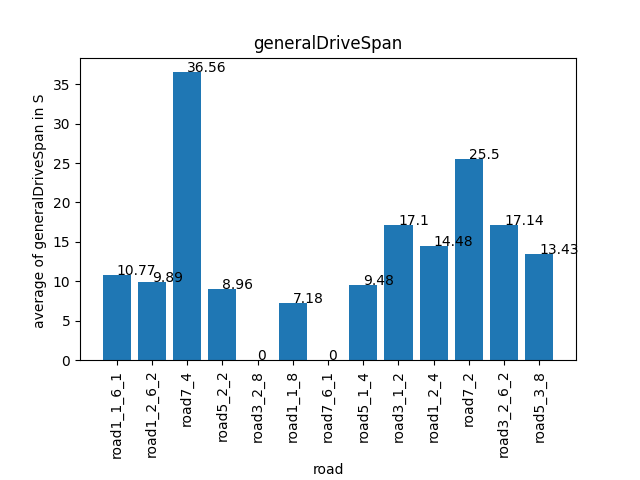 generalDriveSpan
average of generalDriveSpan in S
35
30
25
20
15
10
5
0
10.77
9.89
36.56
8.96
0
7.18
0
9.48
17.1
14.48
25.5
17.14
13.43
road1_1_6_1
road1_2_6_2
road7_4
road5_2_2
road3_2_8
road1_1_8
road7_6_1
road5_1_4
road3_1_2
road1_2_4
road7_2
road3_2_6_2
road5_3_8
road